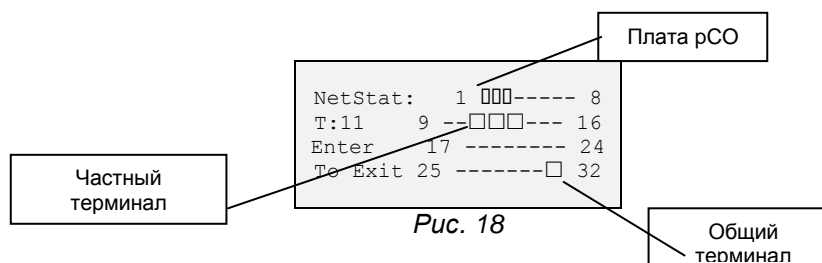 Плата pCO
NetStat: 1 ▯▯▯----- 8
T:11 9 --□□□--- 16
Enter 17 -------- 24
To Exit 25 -------□ 32
Частный
терминал
Рис. 18
Общий
терминал